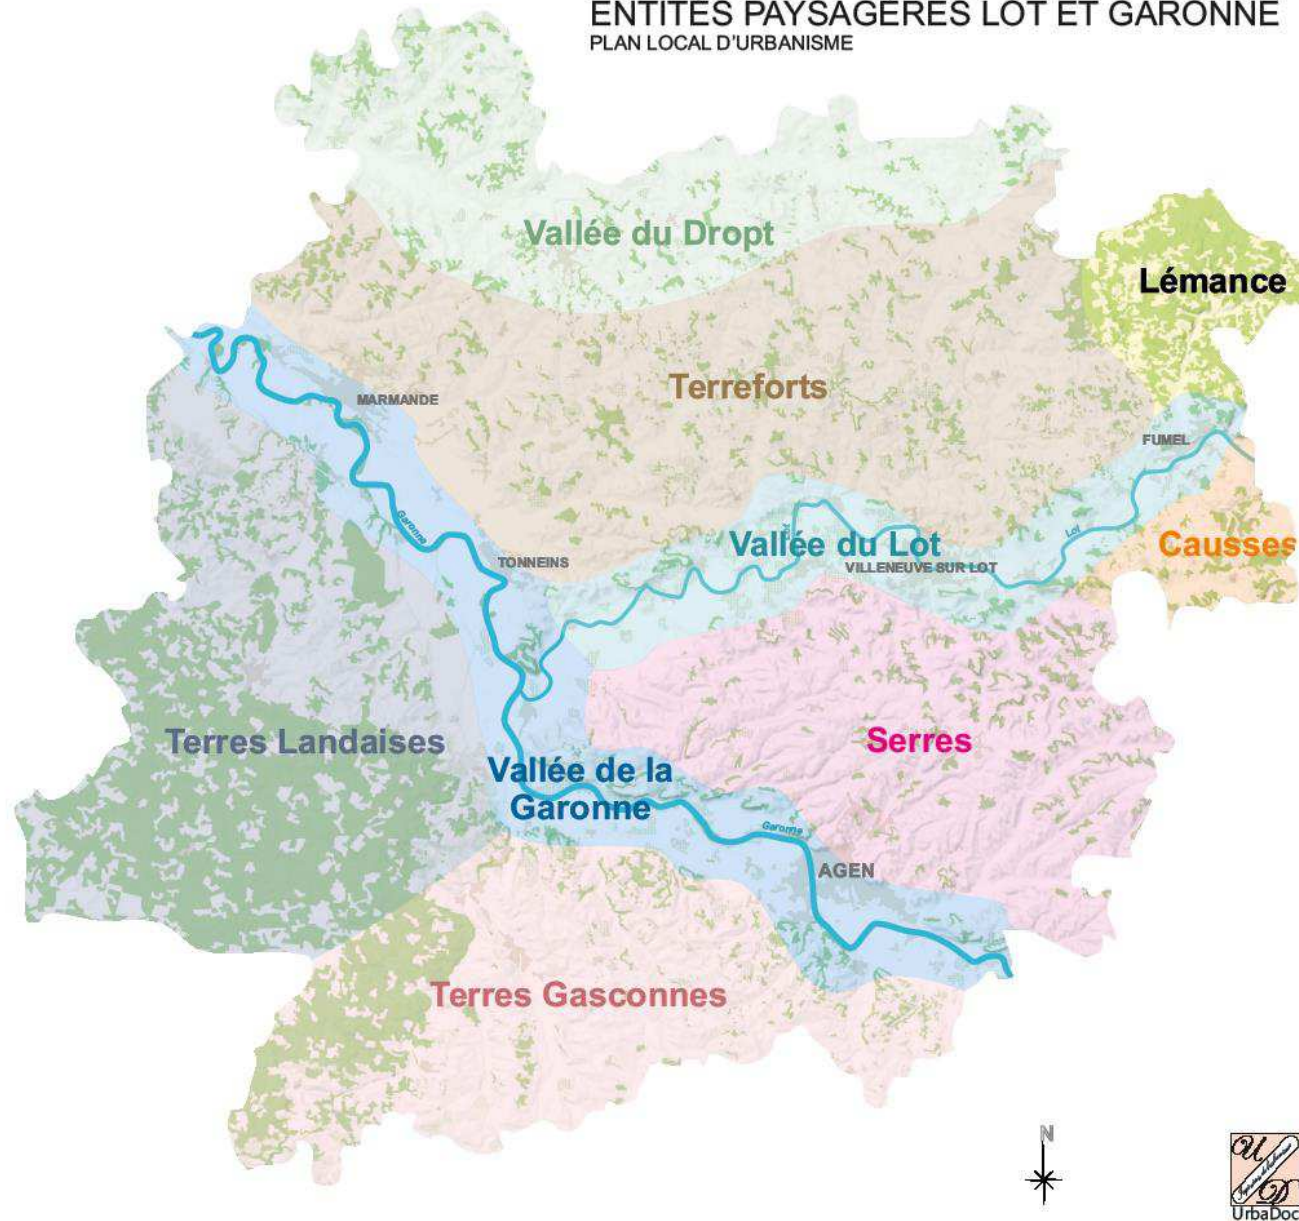 ENTITES PAYSAGERES LOT ET GARONNE
PLAN LOCAL D'URBANISME
Vallée du Dropt
Lémance
Terreforts
MARMANDE
FUMEL
Garonne
Lot
Lot
Vallée du Lot
Causses
TONNEINS
VILLENEUVE SUR LOT
Terres Landaises
Serres
Vallée de la
Garonne
Garonne
AGEN
Terres Gasconnes
N
U
D
UrbaDoc